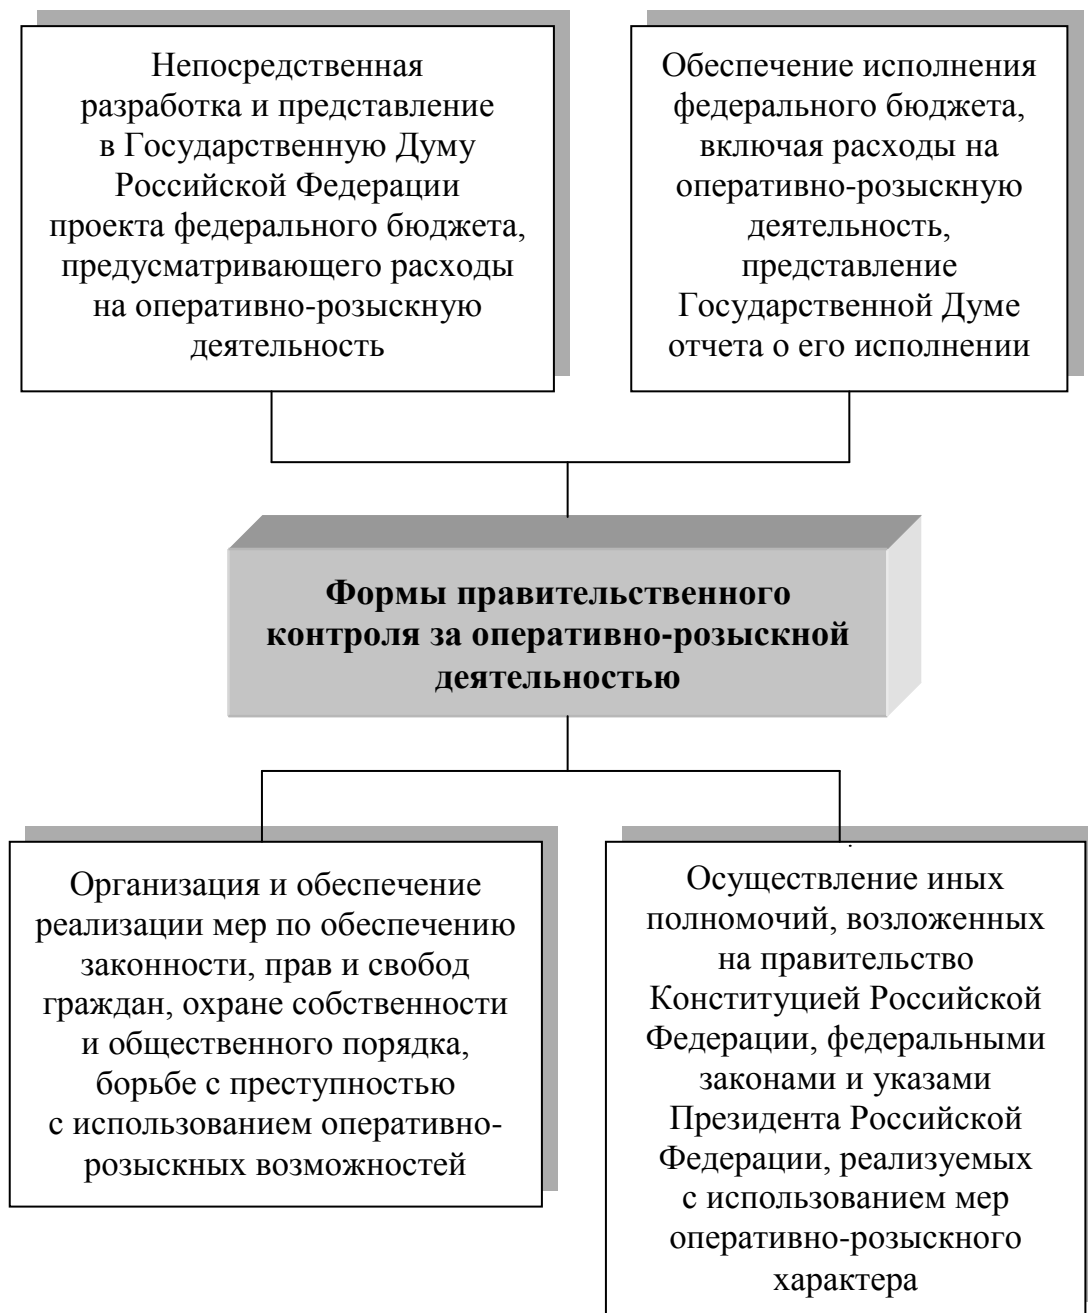 Непосредственная
разработка и представление
в Государственную Думу
Российской Федерации
проекта федерального бюджета,
предусматривающего расходы
на оперативно-розыскную
деятельность
Обеспечение исполнения
федерального бюджета,
включая расходы на
оперативно-розыскную
деятельность,
представление
Государственной Думе
отчета о его исполнении
Формы правительственного
контроля за оперативно-розыскной
деятельностью
Организация и обеспечение
реализации мер по обеспечению
законности, прав и свобод
граждан, охране собственности
и общественного порядка,
борьбе с преступностью
с использованием оперативно-
розыскных возможностей
Осуществление иных
полномочий, возложенных
на правительство
Конституцией Российской
Федерации, федеральными
законами и указами
Президента Российской
Федерации, реализуемых
с использованием мер
оперативно-розыскного
характера